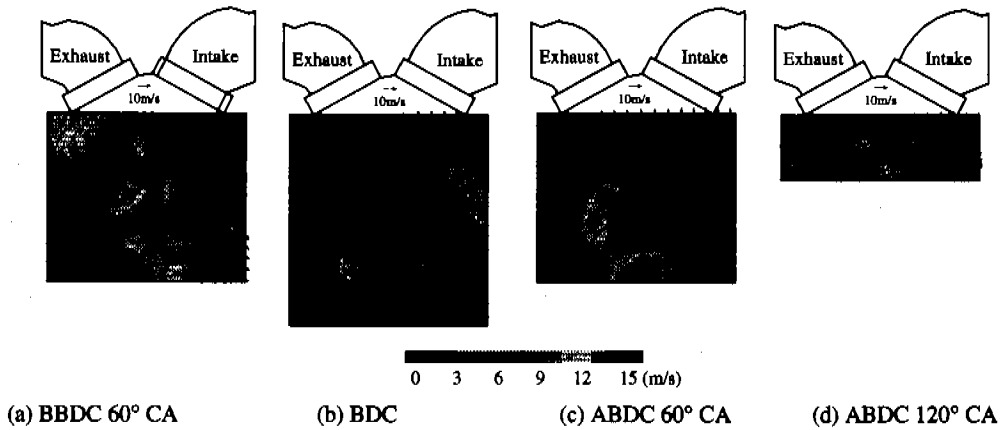 Exhaust Intake Exhaust Intake Exhaust Intake Exhaust Intake
10m/s 10m/s 10m/s 10m/s
0 3 6 9 12 15 (m/s)
(a) BBDC 60° CA (b) BDC (c) ABDC 60° CA (d) ABDC 120° CA